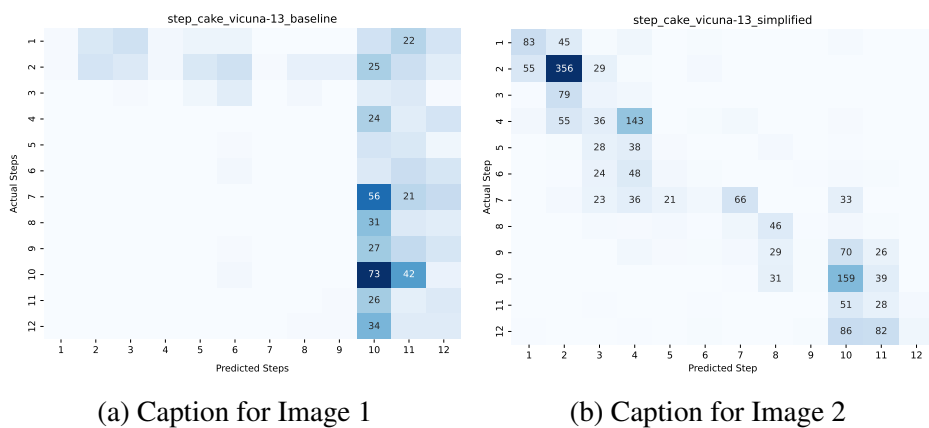 step_cake_vicuna-13_baseline
Actual Steps
1 22
2 25
3
4 24
5
6
7 56 21
8 31
9 27
10 73 42
11 26
12 34
1 2 3 4 5 6 7 8 9 10 11 12
Predicted Steps
(a) Caption for Image 1
step_cake_vicuna-13_simplified
Actual Step
1 83 45
2 55 356 29
3 79
4 55 36 143
5 28 38
6 24 48
7 23 36 21 66 33
8 46
9 29 70 26
10 31 159 39
11 51 28
12 86 82
1 2 3 4 5 6 7 8 9 10 11 12
Predicted Step
(b) Caption for Image 2